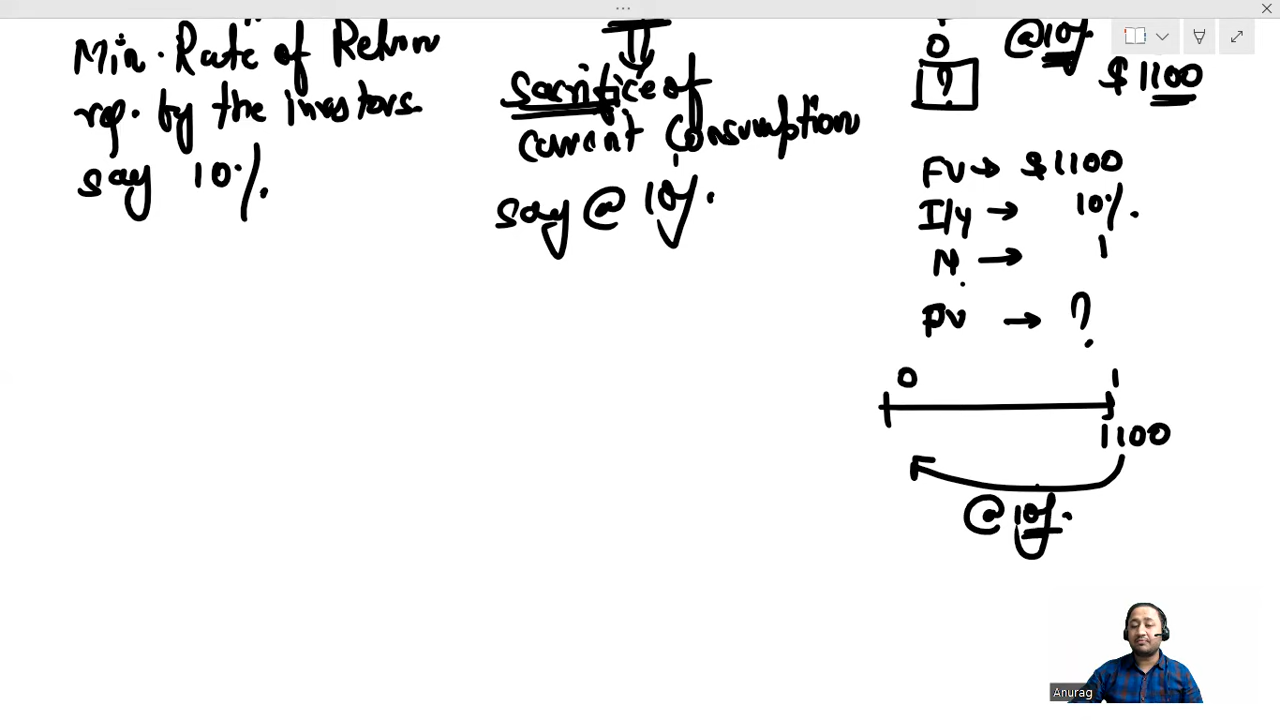 Min. Rate of Return
req. by the investors
say 10%.
sacrifice of
current consumption
say @ 10%.
0
?
@10%
$1100
FV → $1100
I/y → 10%.
N → 1
PV → ?
0 1
1100
@ 10%.
Anurag